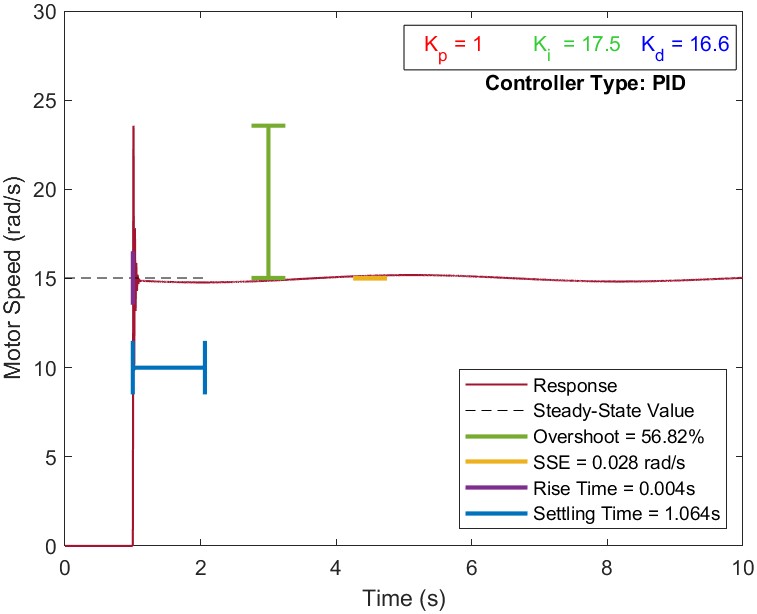 K_p = 1 K_i = 17.5 K_d = 16.6
Controller Type: PID
30
25
20
15
10
5
0
Motor Speed (rad/s)
Response
Steady-State Value
Overshoot = 56.82%
SSE = 0.028 rad/s
Rise Time = 0.004s
Settling Time = 1.064s
0 2 4 6 8 10
Time (s)